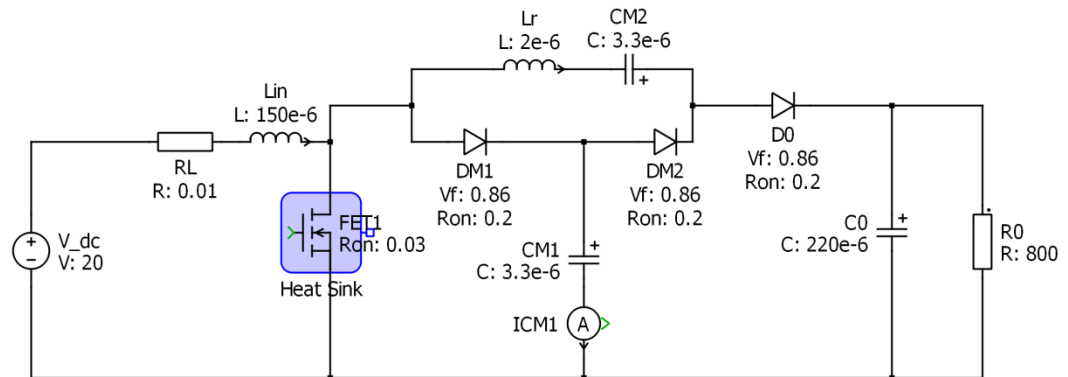 Lr
L: 2e-6
CM2
C: 3.3e-6
+
Lin
L: 150e-6
RL
R: 0.01
DM1
Vf: 0.86
Ron: 0.2
DM2
Vf: 0.86
Ron: 0.2
D0
Vf: 0.86
Ron: 0.2
FET1
Ron: 0.03
Heat Sink
+
V_dc
V: 20
+
CM1
C: 3.3e-6
ICM1
A
+
C0
C: 220e-6
R0
R: 800